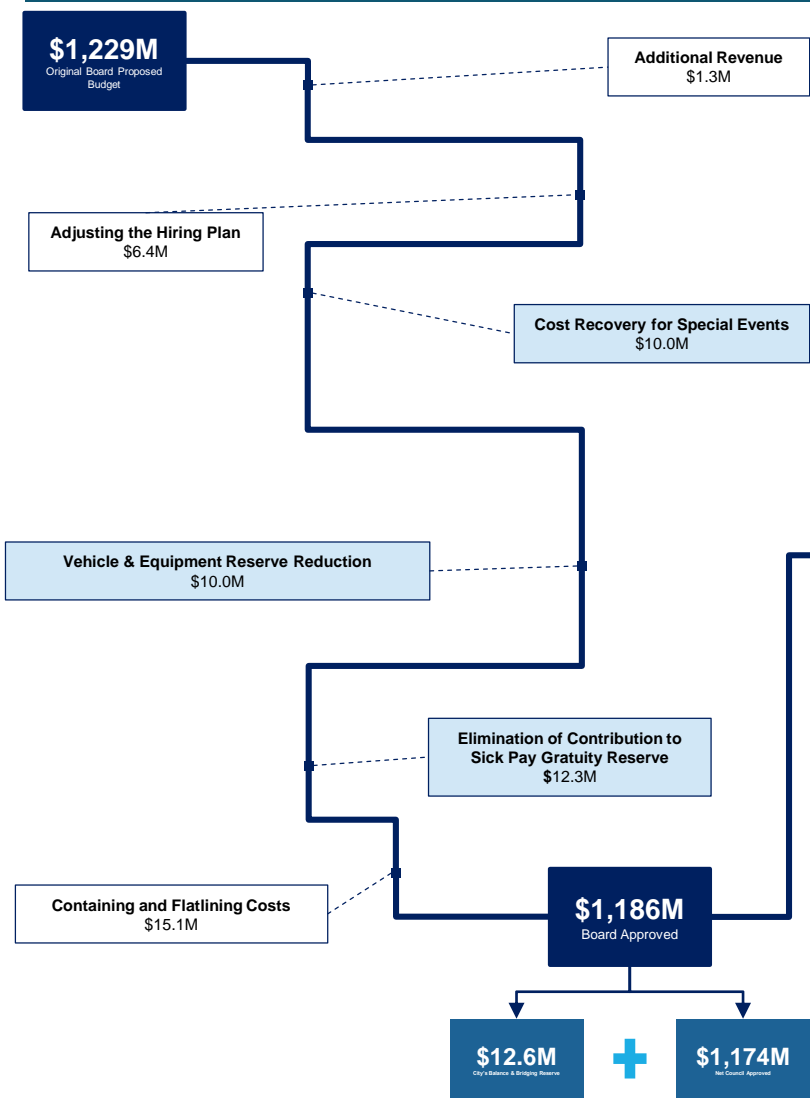 $1,229M
Original Board Proposed
Budget
Additional Revenue
$1.3M
Adjusting the Hiring Plan
$6.4M
Cost Recovery for Special Events
$10.0M
Vehicle & Equipment Reserve Reduction
$10.0M
Elimination of Contribution to
Sick Pay Gratuity Reserve
$12.3M
Containing and Flatlining Costs
$15.1M
$1,186M
Board Approved
$12.6M
City's Balance & Bridging Reserve
$1,174M
Net Council Approved